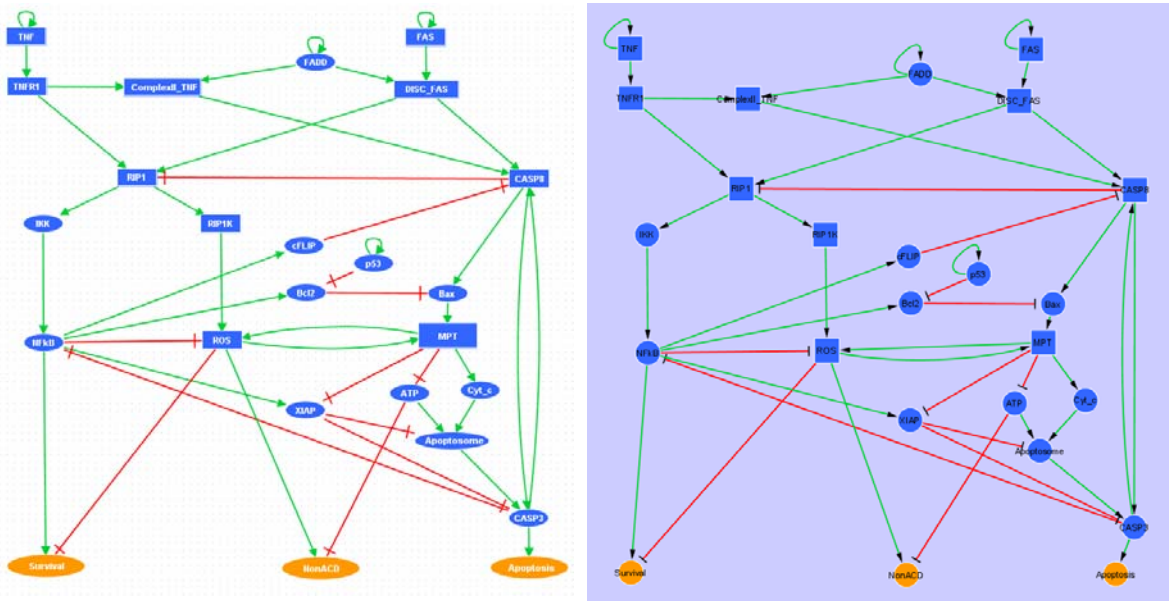 TNF
FAS
FADD
TNFR1
ComplexII_TNF
DISC_FAS
RIP1
CASP8
IKK
RIP1K
cFLIP
p53
Bcl2
Bax
NFkB
ROS
MPT
ATP
Cyt_c
XIAP
Apoptosome
CASP3
Survival
NonACD
Apoptosis
TNF
FAS
FADD
TNFR1
ComplexII_TNF
DISC_FAS
RIP1
CASP8
IKK
RIP1K
cFLIP
p53
Bcl2
Bax
NFkB
ROS
MPT
ATP
Cyt_c
XIAP
Apoptosome
CASP3
Survival
NonACD
Apoptosis